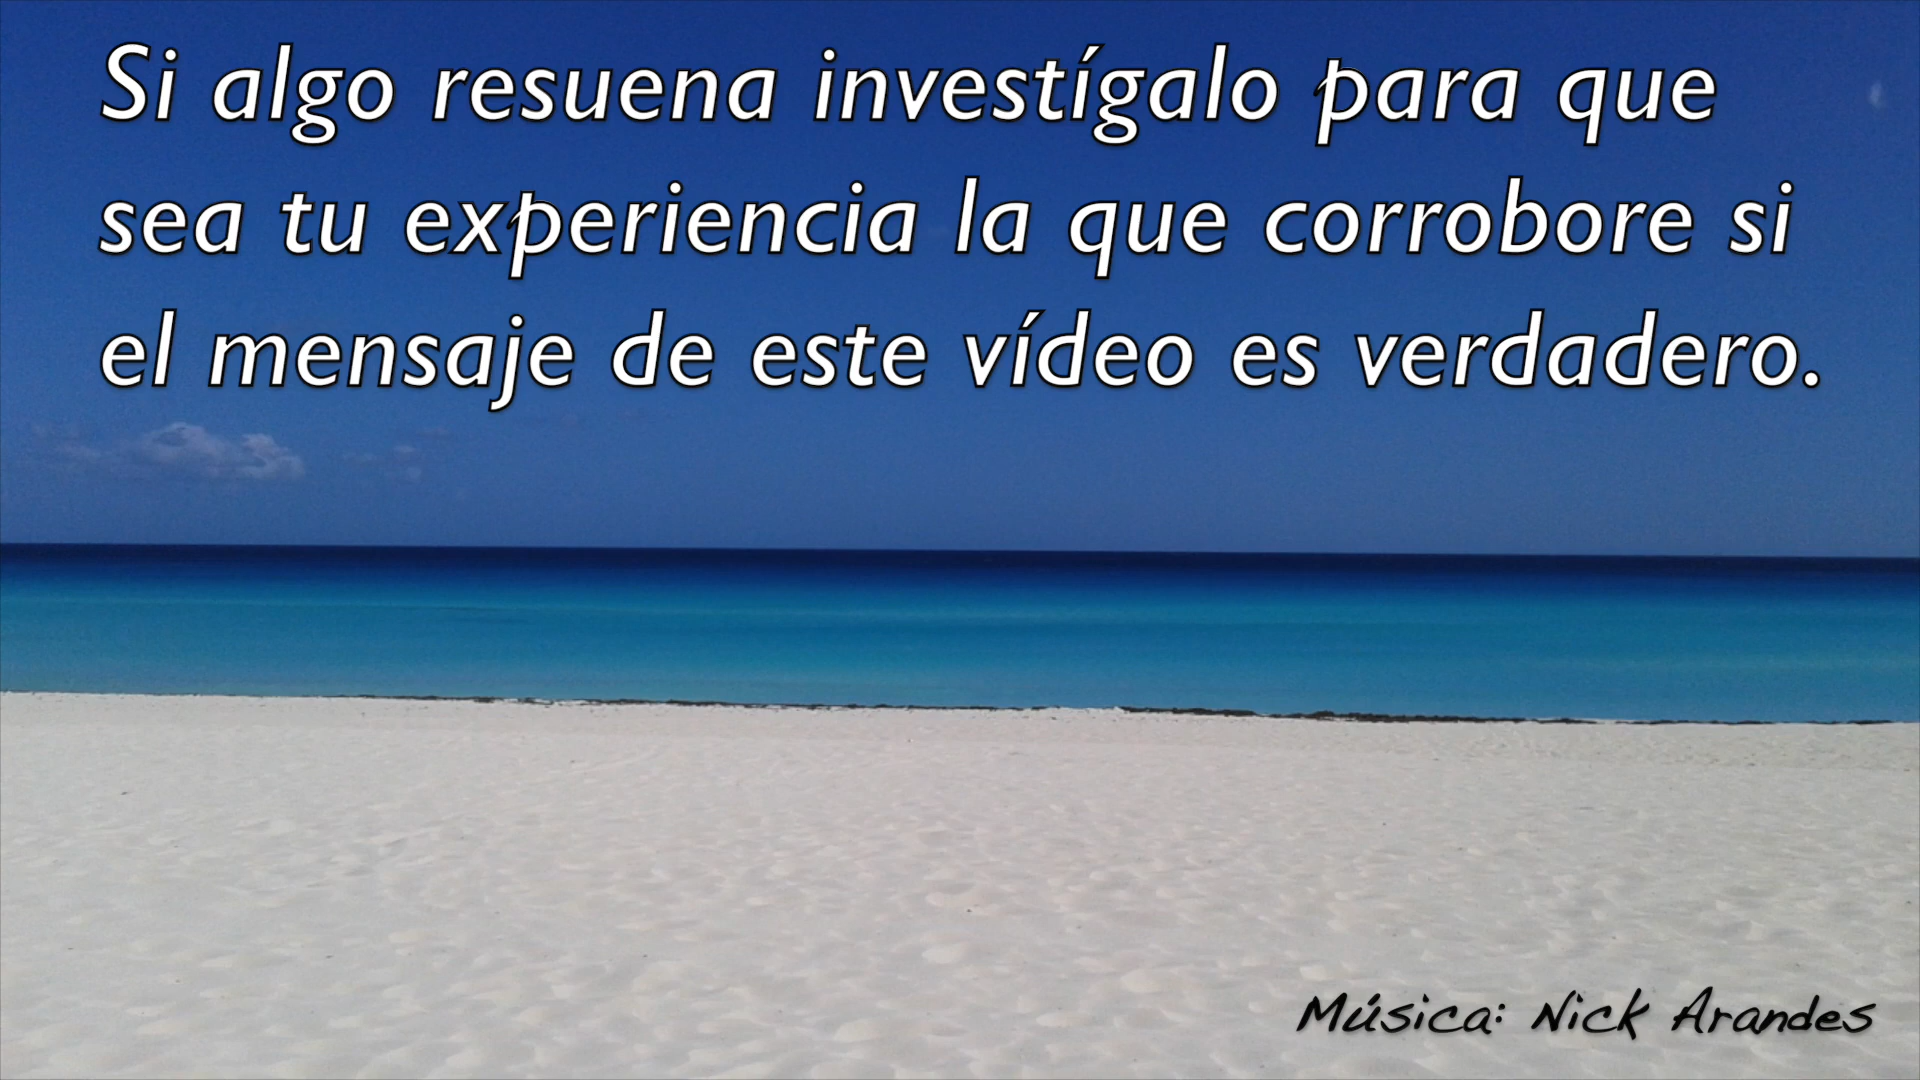 Si algo resuena investígalo para que
sea tu experiencia la que corrobore si
el mensaje de este vídeo es verdadero.
Música: Nick Arandes